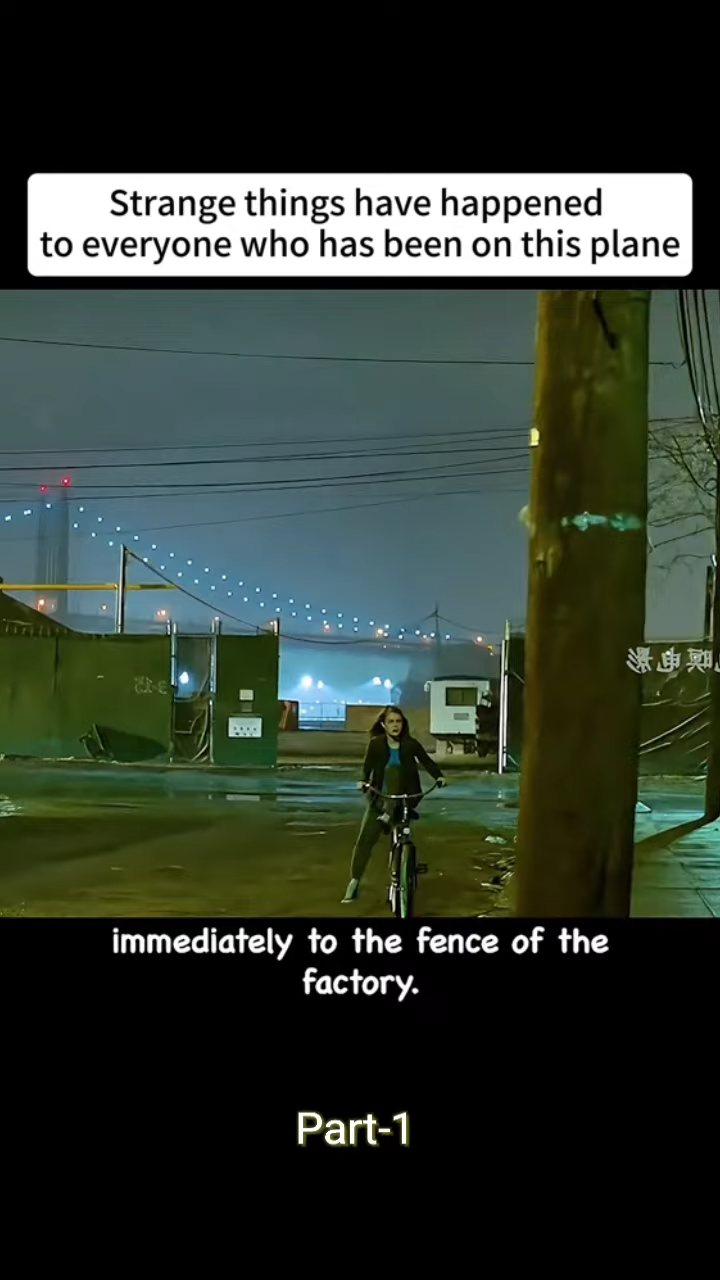 Strange things have happened
to everyone who has been on this plane
immediately to the fence of the
factory.
Part-1